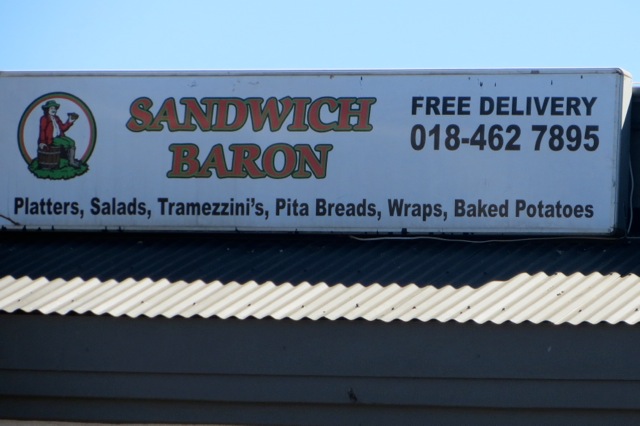 SANDWICH
BARON
FREE DELIVERY
018-462 7895
Platters, Salads, Tramezzini's, Pita Breads, Wraps, Baked Potatoes